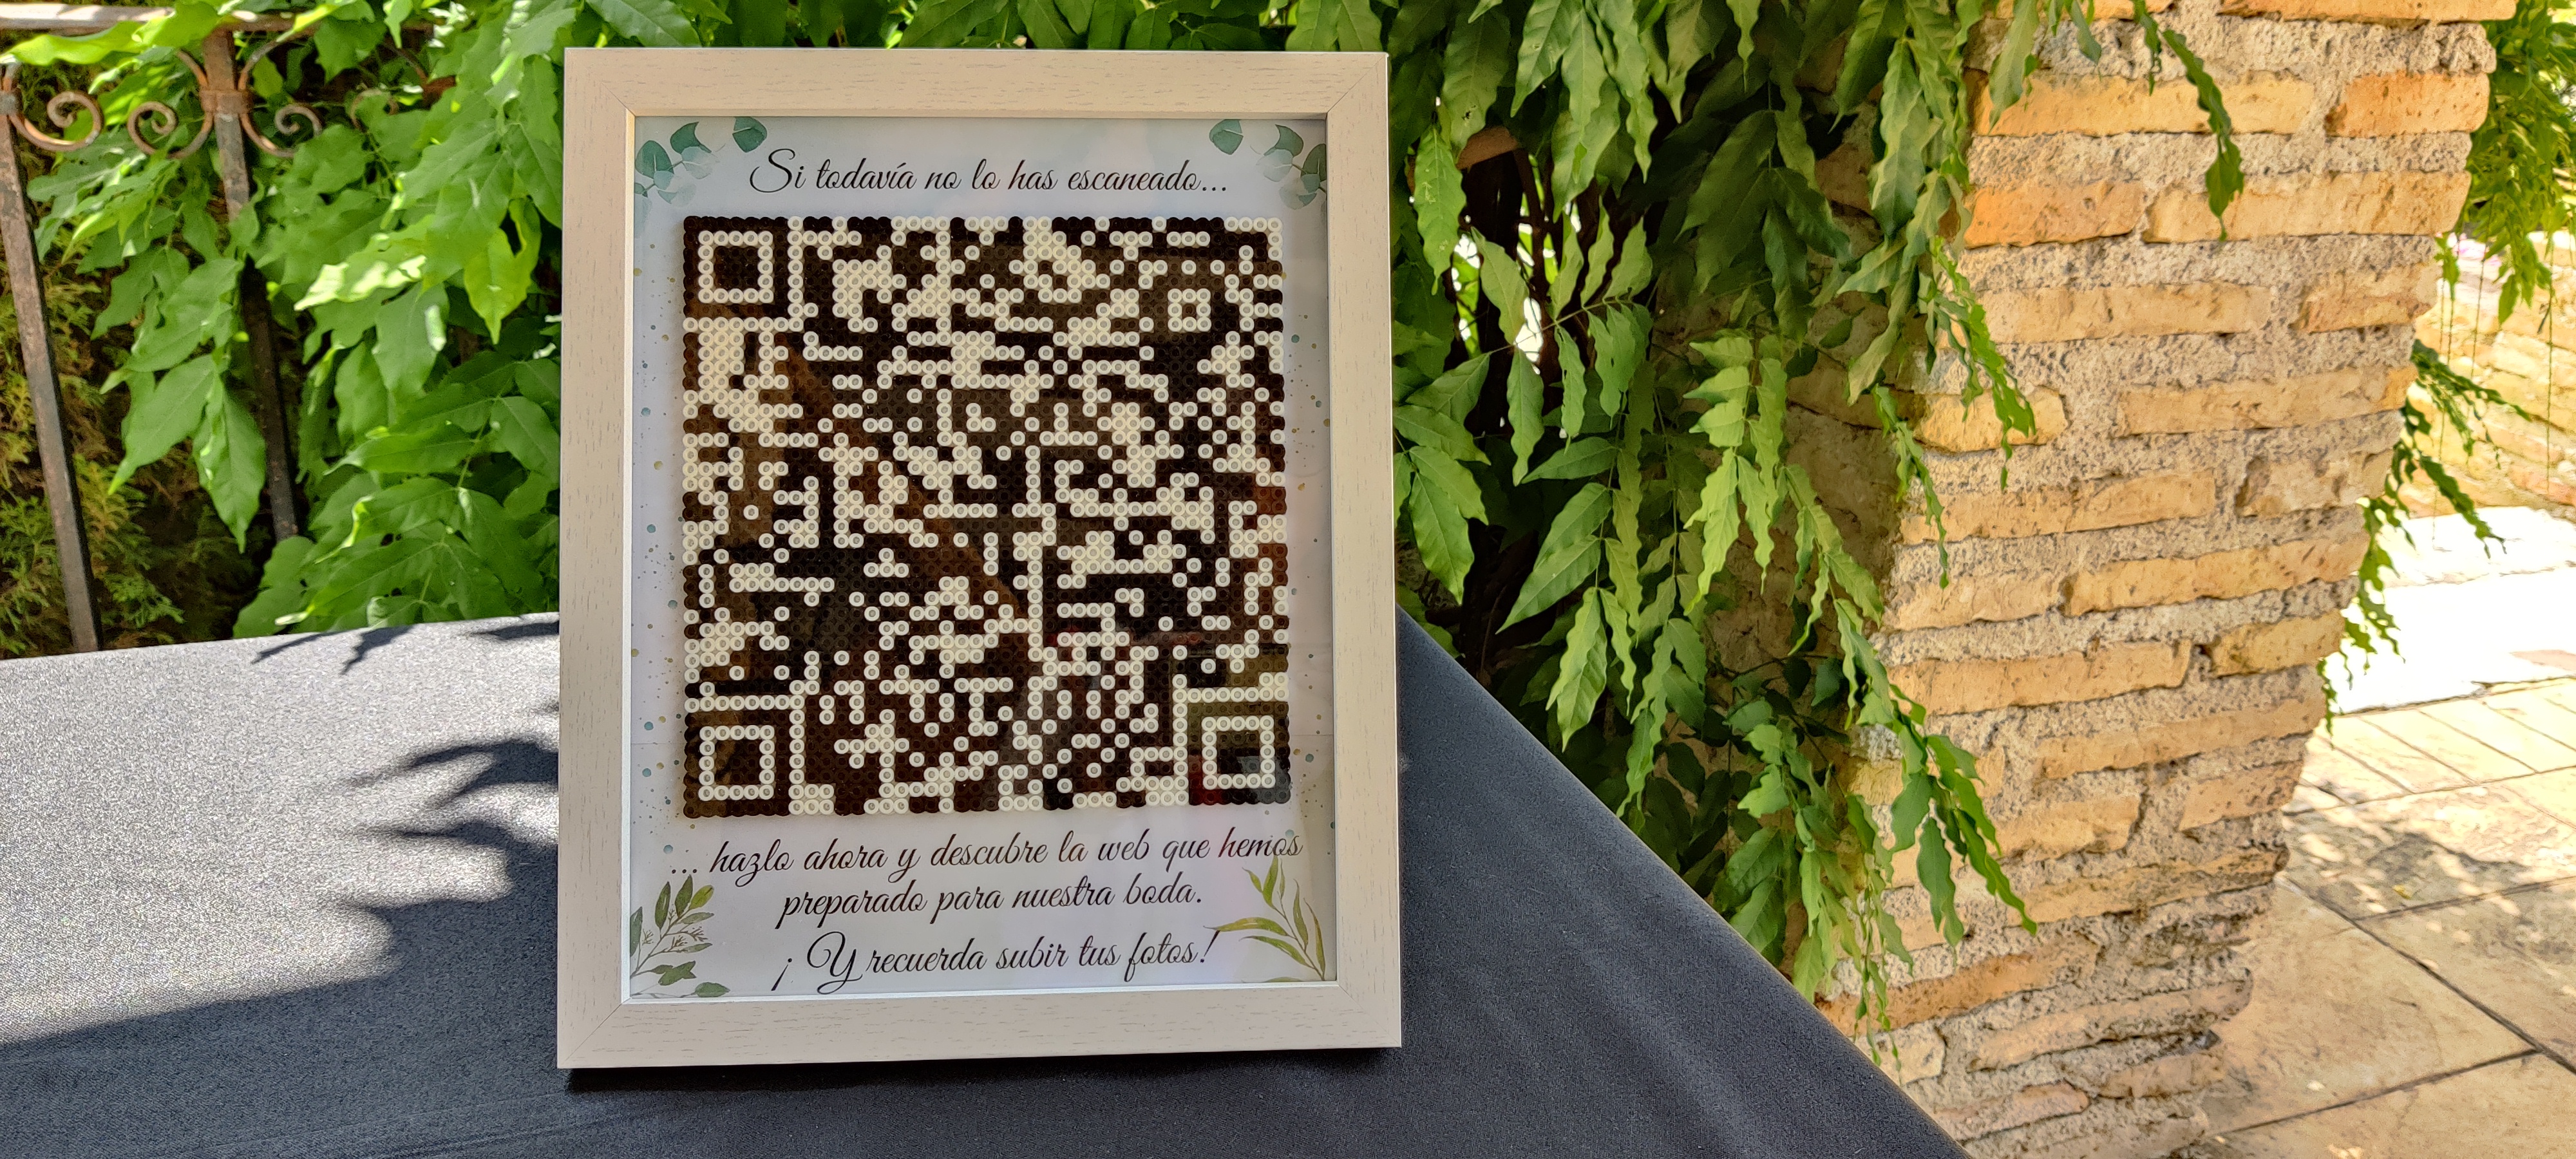 Si todavía no lo has escaneado...
... hazlo ahora y descubre la web que hemos
preparado para nuestra boda.
¡Y recuerda subir tus fotos!